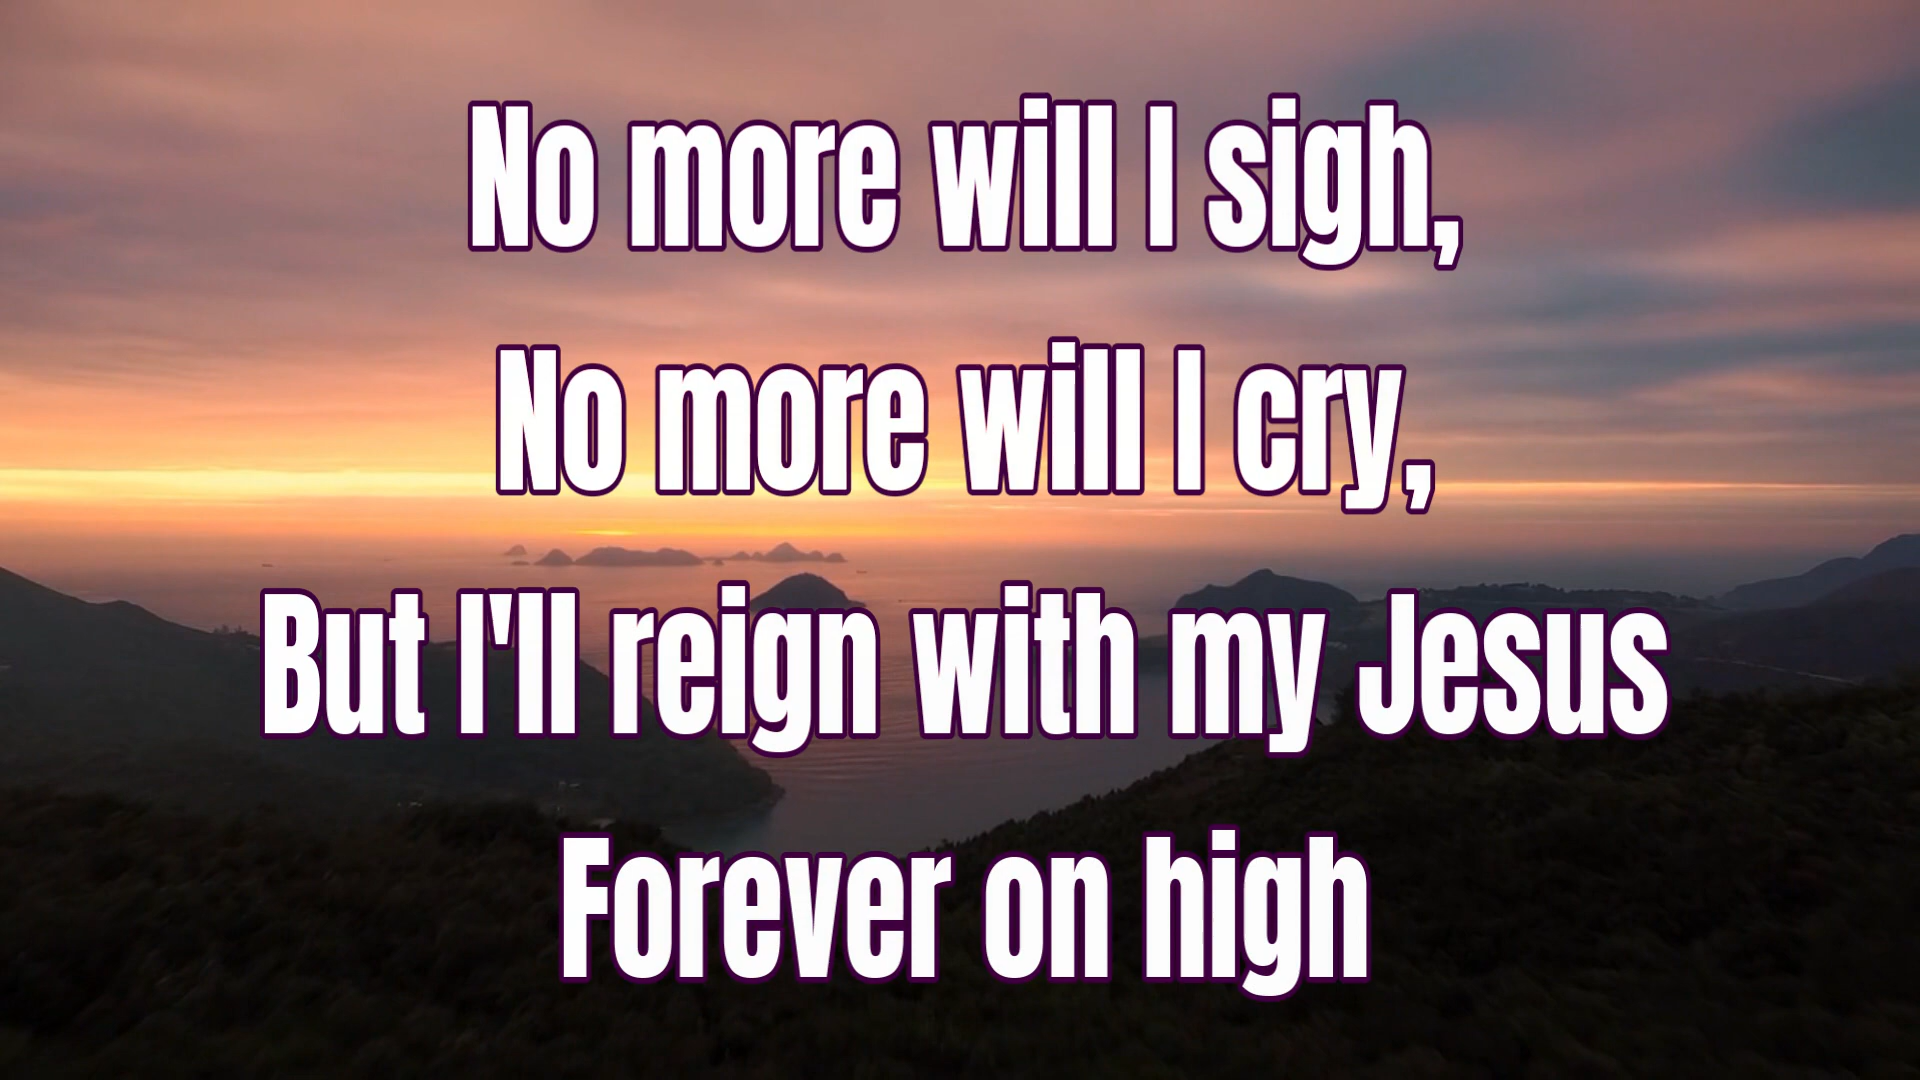 No more will I sigh,
No more will I cry,
But I'll reign with my Jesus
Forever on high